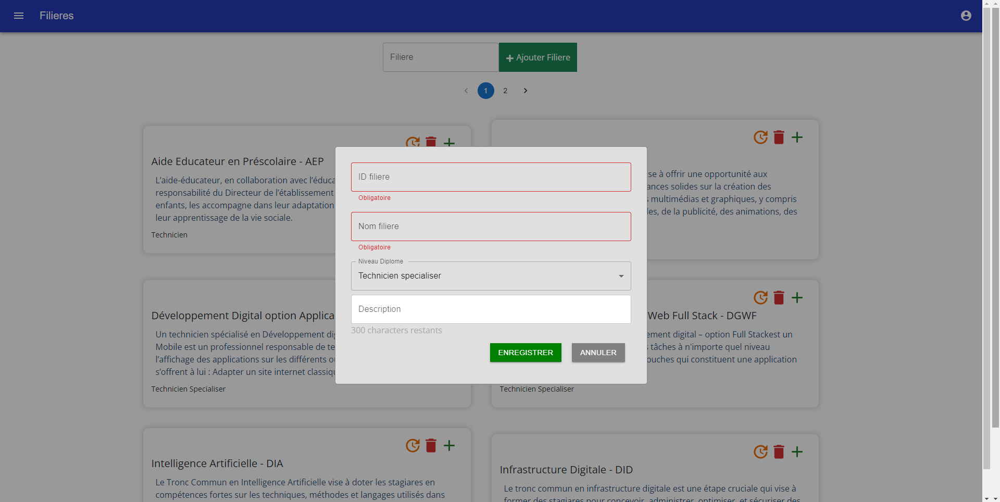 Filieres
Filiere
Ajouter Filiere
1
2
Aide Educateur en Préscolaire - AEP
L’aide-éducateur, en collaboration avec l’éduca
responsabilité du Directeur de l’établissement
enfants, les accompagne dans leur adaptation
leur apprentissage de la vie sociale.
Technicien
se à offrir une opportunité aux
ances solides sur la création des
multimédias et graphiques, y compris
les, de la publicité, des animations, des
ID filiere
Obligatoire
Nom filiere
Obligatoire
Niveau Diplome
Technicien specialiser
Description
300 characters restants
ENREGISTRER
ANNULER
Développement Digital option Applica
Un technicien spécialisé en Développement dig
Mobile est un professionnel responsable de te
l’affichage des applications sur les différents ou
s’offrent à lui : Adapter un site internet classiqu
Technicien Specialiser
Web Full Stack - DGWF
ement digital – option Full Stackest un
tâches à n'importe quel niveau
ouches qui constituent une application
Technicien Specialiser
Intelligence Artificielle - DIA
Le Tronc Commun en Intelligence Artificielle vise à doter les stagiares en
compétences fortes sur les techniques, méthodes et langages utilisés dans
Infrastructure Digitale - DID
Le tronc commun en infrastructure digitale est une étape cruciale qui vise à
former des stagiares pour concevoir, administrer, optimiser, et sécuriser des